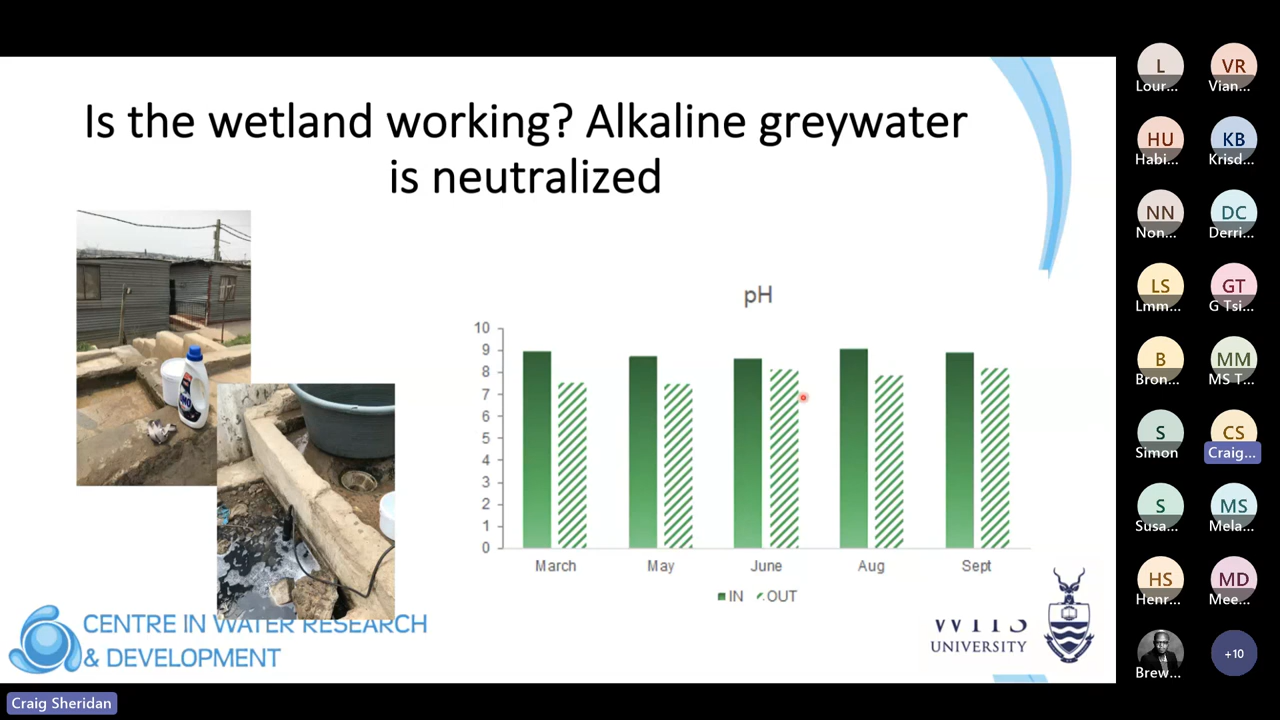 Is the wetland working? Alkaline greywater
is neutralized
pH
10
9
8
7
6
5
4
3
2
1
0
March May June Aug Sept
IN OUT
CENTRE IN WATER RESEARCH
& DEVELOPMENT
WITS
UNIVERSITY
Craig Sheridan
L VR
Lour... Vian...
HU KB
Habi... Krisd...
NN DC
Non... Derri...
LS GT
Lmm... G Tsi...
B MM
Bron... MS T...
S CS
Simon Craig...
S MS
Susa... Mela...
HS MD
Henr... Mee...
+10
Brew...